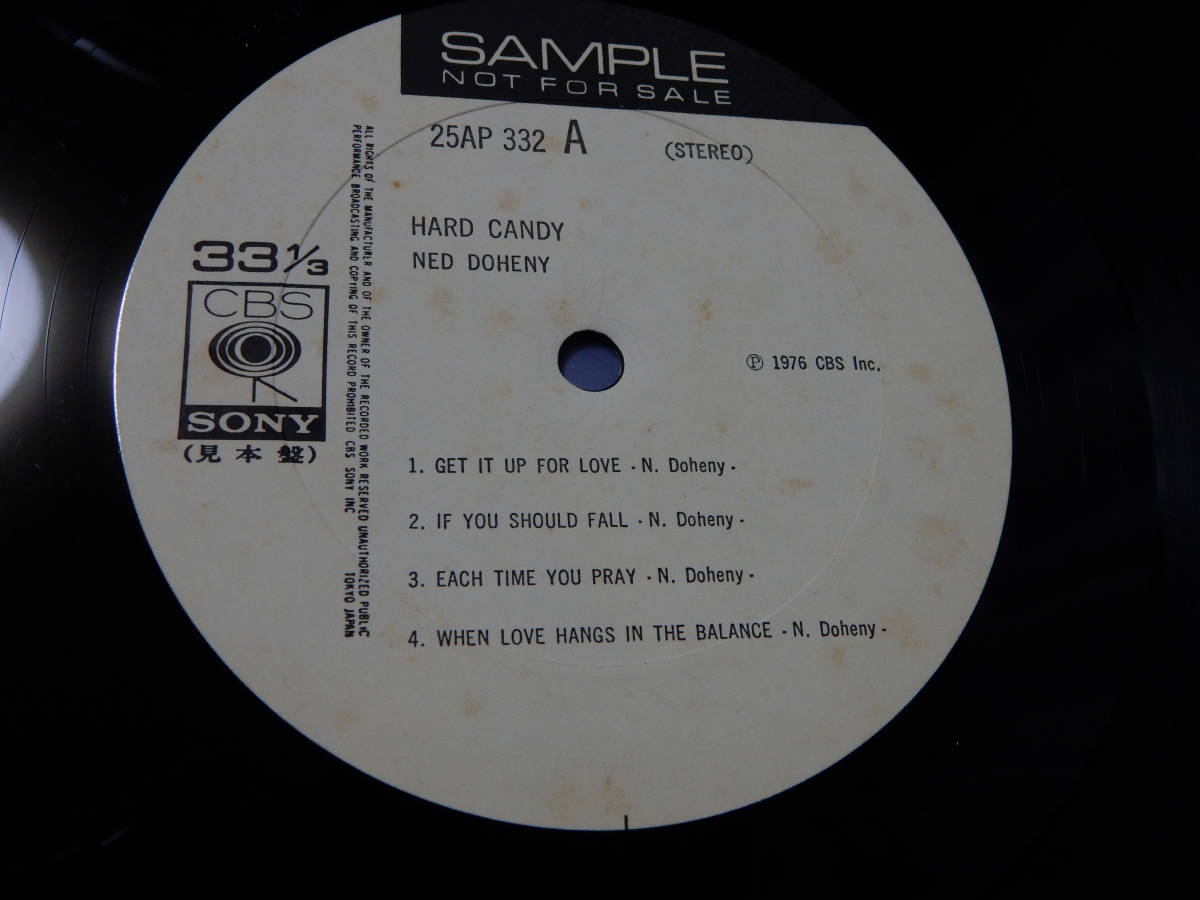 SAMPLE
NOT FOR SALE
25AP 332 A (STEREO)
HARD CANDY
NED DOHENY
33 1/3
CBS
SONY
(見本盤)
ALL RIGHTS OF THE MANUFACTURER AND OF THE OWNER OF THE RECORDED WORK RESERVED UNAUTHORIZED PUBLIC
PERFORMANCE BROADCASTING AND COPYING OF THIS RECORD PROHIBITED CBS SONY INC TOKYO JAPAN
Ⓟ 1976 CBS Inc.
1. GET IT UP FOR LOVE - N. Doheny -
2. IF YOU SHOULD FALL - N. Doheny -
3. EACH TIME YOU PRAY - N. Doheny -
4. WHEN LOVE HANGS IN THE BALANCE - N. Doheny -